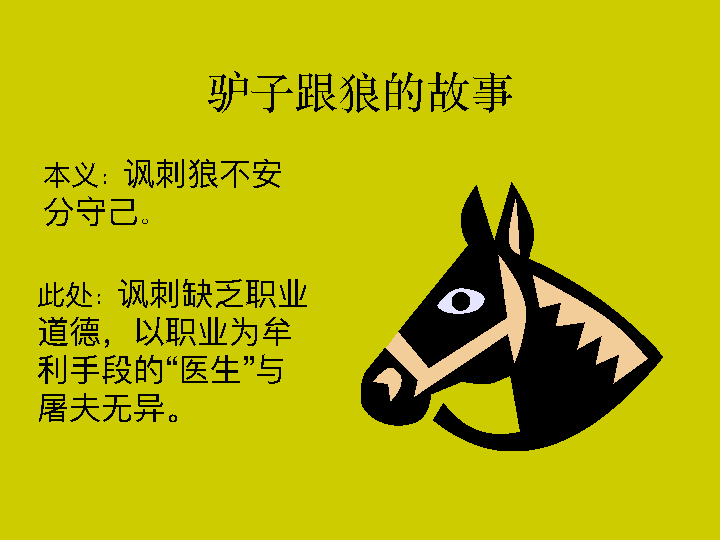 驴子跟狼的故事
本义：讽刺狼不安
分守己。
此处：讽刺缺乏职业
道德，以职业为牟
利手段的“医生”与
屠夫无异。